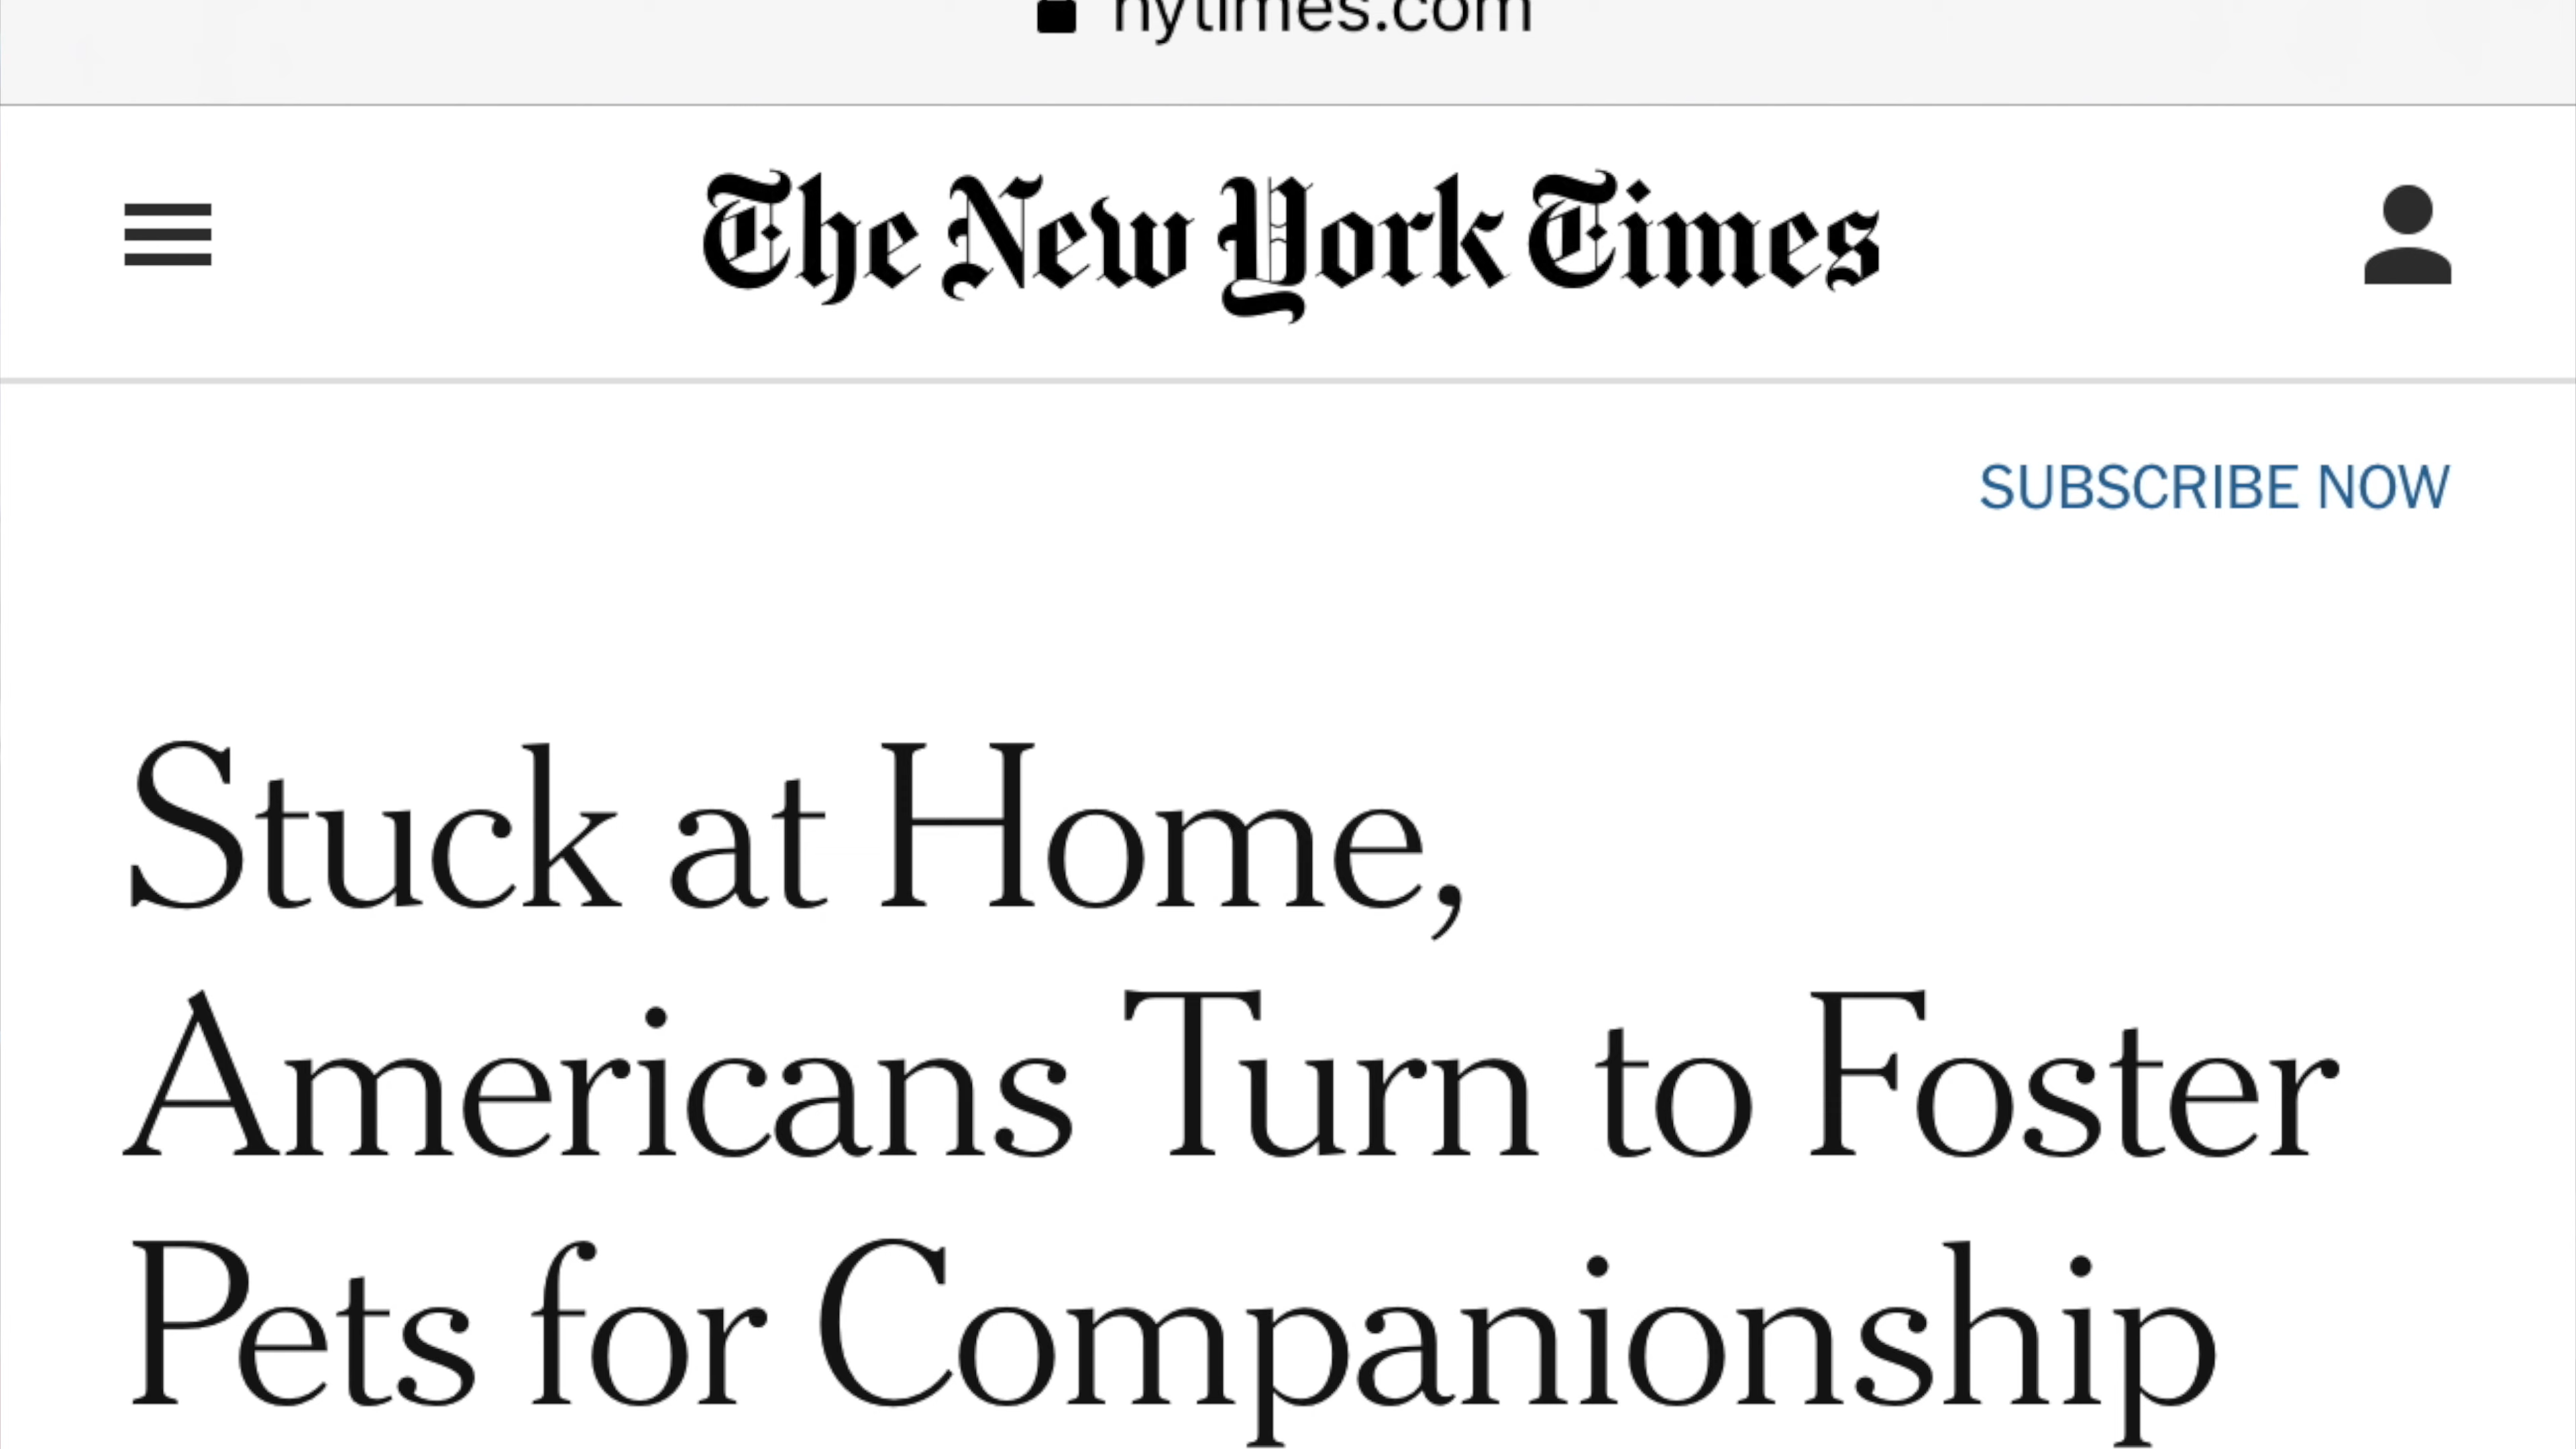 nytimes.com
The New York Times
SUBSCRIBE NOW
Stuck at Home,
Americans Turn to Foster
Pets for Companionship